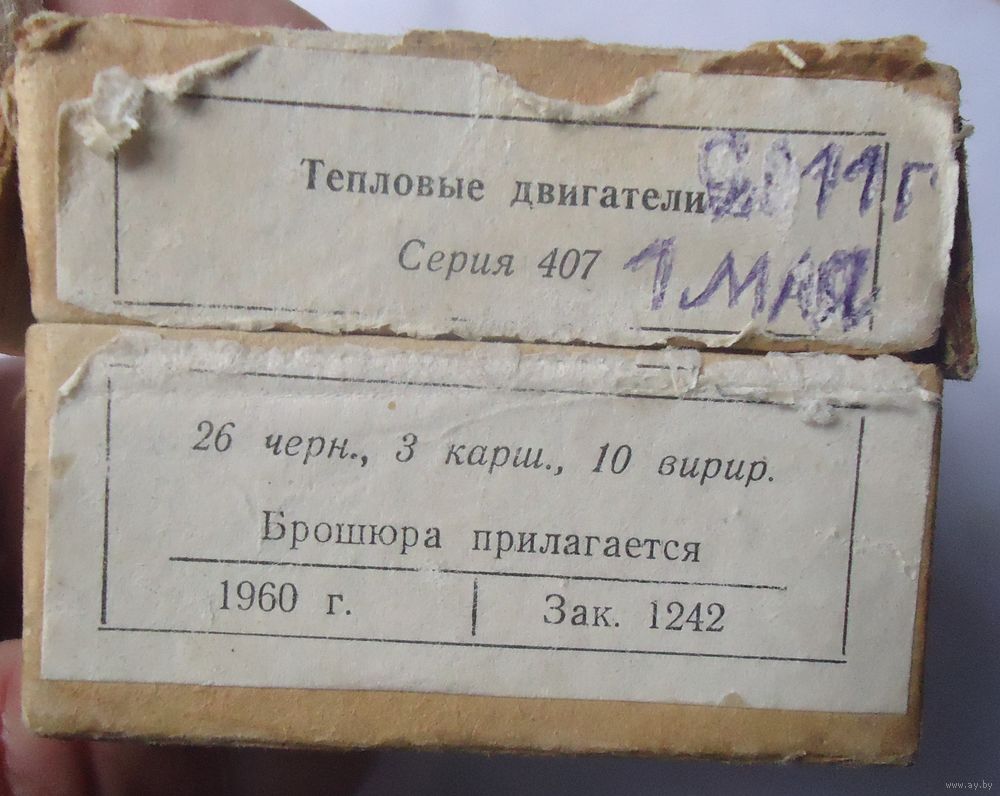 Тепловые двигатели 2011г
Серия 407 1 МАЯ
26 черн., 3 карш., 10 вирир.
Брошюра прилагается
1960 г. Зак. 1242
www.ay.by